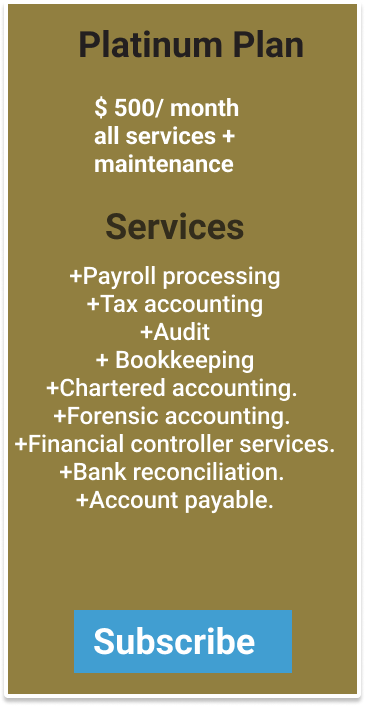 Platinum Plan
$ 500/ month
all services +
maintenance
Services
+Payroll processing
+Tax accounting
+Audit
+ Bookkeeping
+Chartered accounting.
+Forensic accounting.
+Financial controller services.
+Bank reconciliation.
+Account payable.
Subscribe